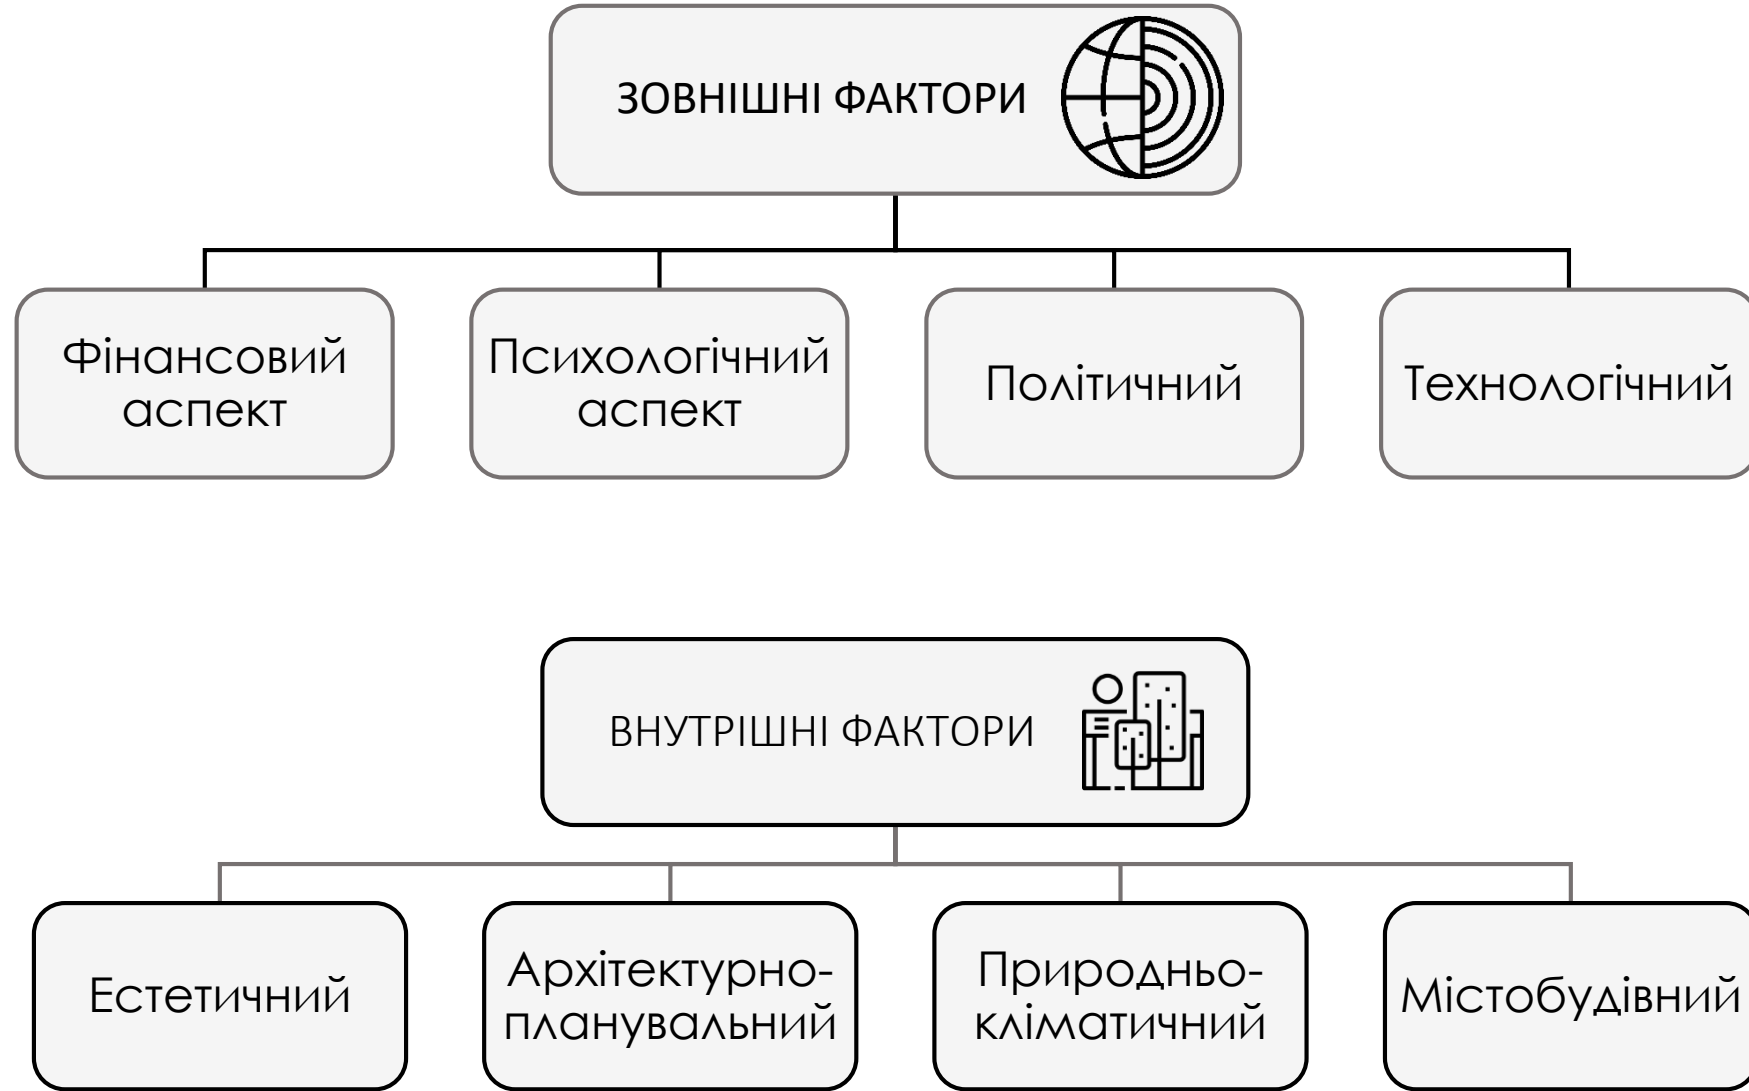 ЗОВНІШНІ ФАКТОРИ
Фінансовий
аспект
Психологічний
аспект
Політичний
Технологічний
ВНУТРІШНІ ФАКТОРИ
Естетичний
Архітектурно-
планувальний
Природньо-
кліматичний
Містобудівний